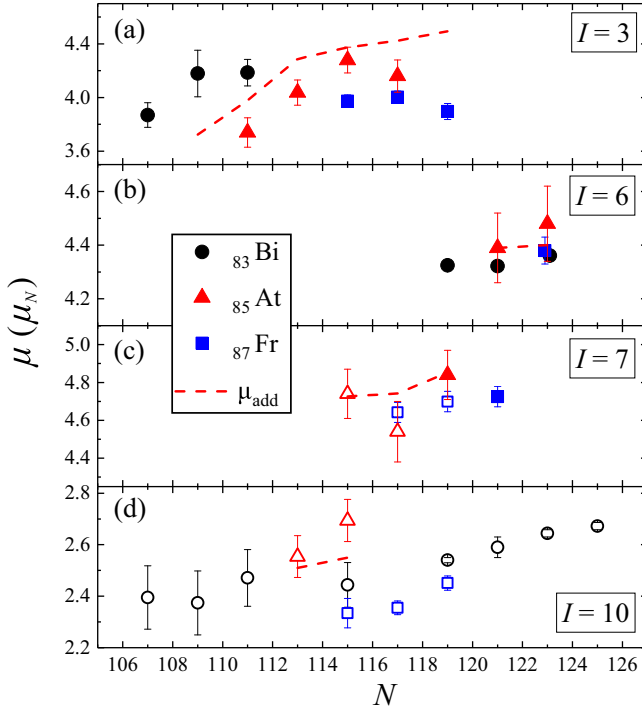 (a)
I = 3
4.4
4.0
3.6
(b)
I = 6
4.6
4.4
4.2
83Bi
85At
87Fr
μadd
μ (μN)
(c)
I = 7
5.0
4.8
4.6
4.4
(d)
2.8
2.6
2.4
2.2
I = 10
106 108 110 112 114 116 118 120 122 124 126
N